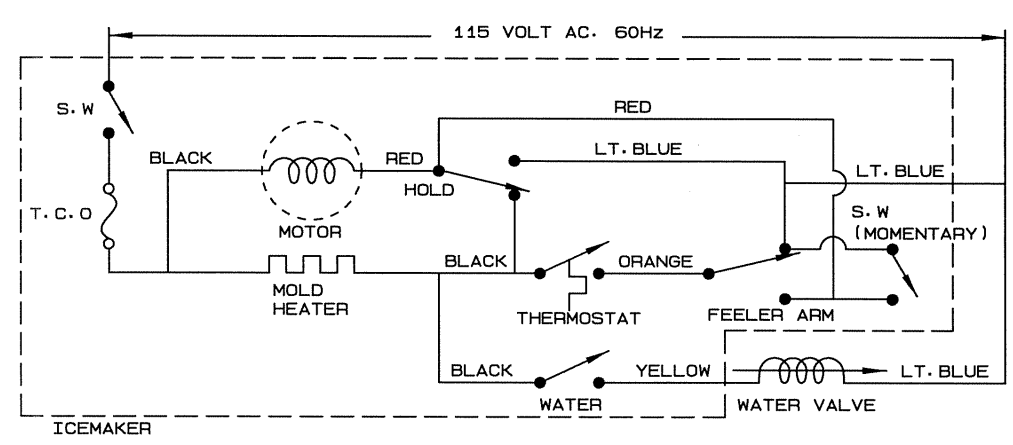 115 VOLT AC. 60Hz
S.W
RED
BLACK
RED
LT.BLUE
LT.BLUE
HOLD
T.C.O
S.W
(MOMENTARY)
MOTOR
BLACK
ORANGE
MOLD
HEATER
THERMOSTAT
FEELER ARM
BLACK
YELLOW
LT.BLUE
WATER
WATER VALVE
ICEMAKER